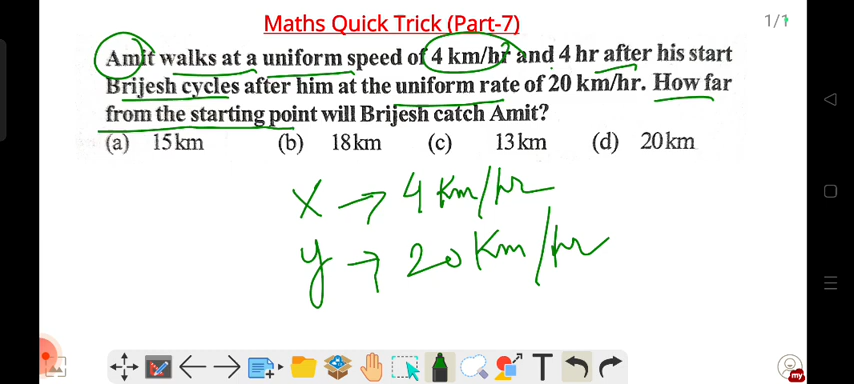 Maths Quick Trick (Part-7)
1/1
Amit walks at a uniform speed of 4 km/hr and 4 hr after his start
Brijesh cycles after him at the uniform rate of 20 km/hr. How far
from the starting point will Brijesh catch Amit?
(a) 15km (b) 18km (c) 13km (d) 20km
x → 4 Km/hr
y → 20 Km/hr
T
my